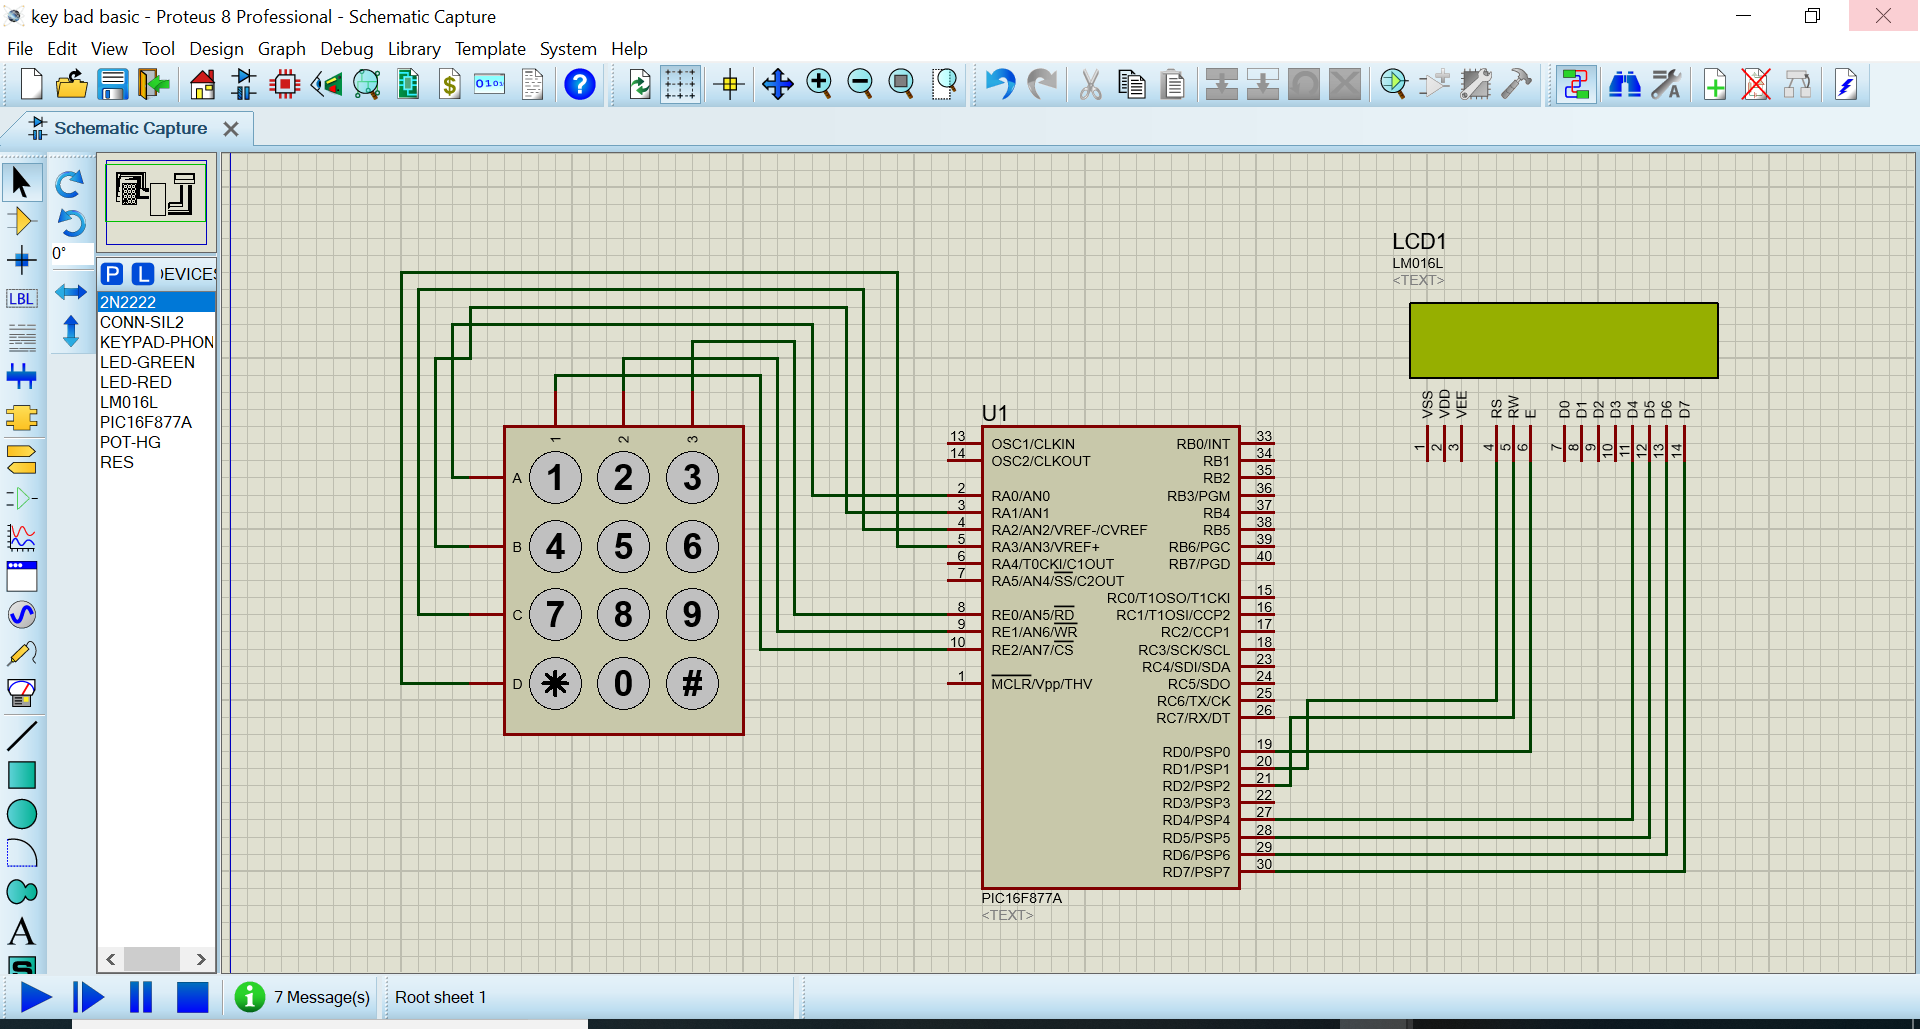 key bad basic - Proteus 8 Professional - Schematic Capture
File Edit View Tool Design Graph Debug Library Template System Help
Schematic Capture
0°
P L
2N2222
CONN-SIL2
KEYPAD-PHON
LED-GREEN
LED-RED
LM016L
PIC16F877A
POT-HG
RES
LBL
A
S
LCD1
LM016L
<TEXT>
VSS VDD VEE RS RW E D0 D1 D2 D3 D4 D5 D6 D7
1 2 3 4 5 6 7 8 9 10 11 12 13 14
1 2 3
A 1 2 3
B 4 5 6
C 7 8 9
D * 0 #
U1
13 OSC1/CLKIN RB0/INT 33
14 OSC2/CLKOUT RB1 34
RB2 35
2 RA0/AN0 RB3/PGM 36
3 RA1/AN1 RB4 37
4 RA2/AN2/VREF-/CVREF RB5 38
5 RA3/AN3/VREF+ RB6/PGC 39
6 RA4/T0CKI/C1OUT RB7/PGD 40
7 RA5/AN4/SS/C2OUT
RC0/T1OSO/T1CKI 15
8 RE0/AN5/RD RC1/T1OSI/CCP2 16
9 RE1/AN6/WR RC2/CCP1 17
10 RE2/AN7/CS RC3/SCK/SCL 18
RC4/SDI/SDA 23
1 MCLR/Vpp/THV RC5/SDO 24
RC6/TX/CK 25
RC7/RX/DT 26
RD0/PSP0 19
RD1/PSP1 20
RD2/PSP2 21
RD3/PSP3 22
RD4/PSP4 27
RD5/PSP5 28
RD6/PSP6 29
RD7/PSP7 30
PIC16F877A
<TEXT>
7 Message(s) Root sheet 1